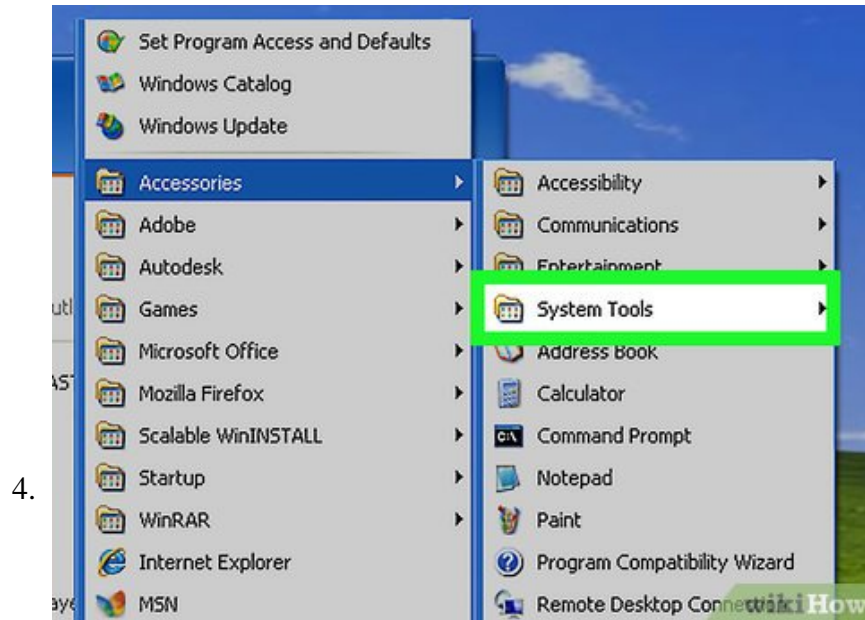 Set Program Access and Defaults
Windows Catalog
Windows Update
Accessories
Adobe
Autodesk
Games
Microsoft Office
Mozilla Firefox
Scalable WinINSTALL
Startup
WinRAR
Internet Explorer
MSN
Accessibility
Communications
Entertainment
System Tools
Address Book
Calculator
Command Prompt
Notepad
Paint
Program Compatibility Wizard
Remote Desktop Connection
4.
wikiHow